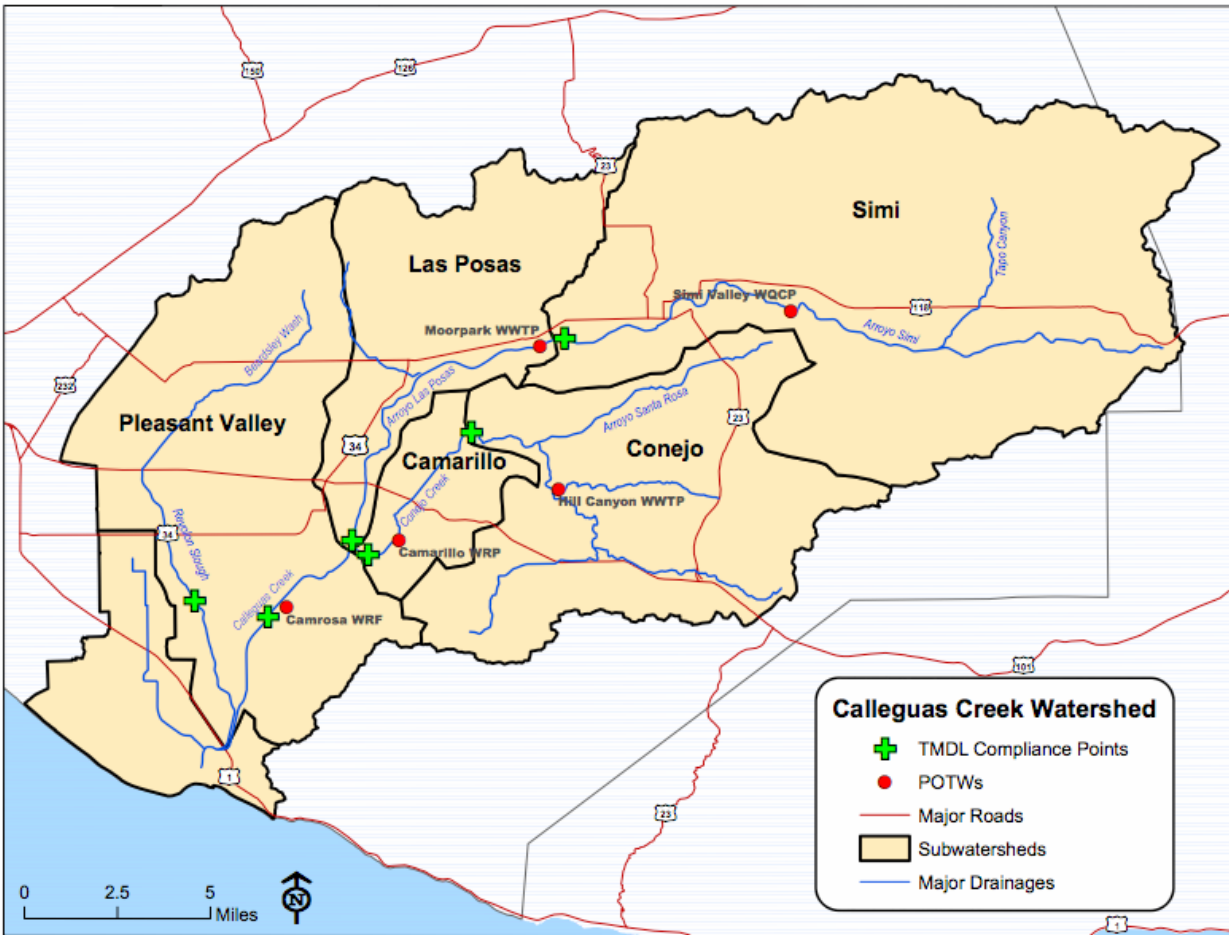 150
126
23
Simi
Tapo Canyon
Las Posas
Simi Valley WQCP
118
Arroyo Simi
Moorpark WWTP
Beardsley Wash
232
Arroyo Las Posas
Arroyo Santa Rosa
23
Pleasant Valley
34
Camarillo
Conejo
Hill Canyon WWTP
Conejo Creek
34
Revolon Slough
Camarillo WRP
Calleguas Creek
Camrosa WRF
101
1
23
Calleguas Creek Watershed
TMDL Compliance Points
POTWs
Major Roads
Subwatersheds
Major Drainages
0 2.5 5
Miles
N
1